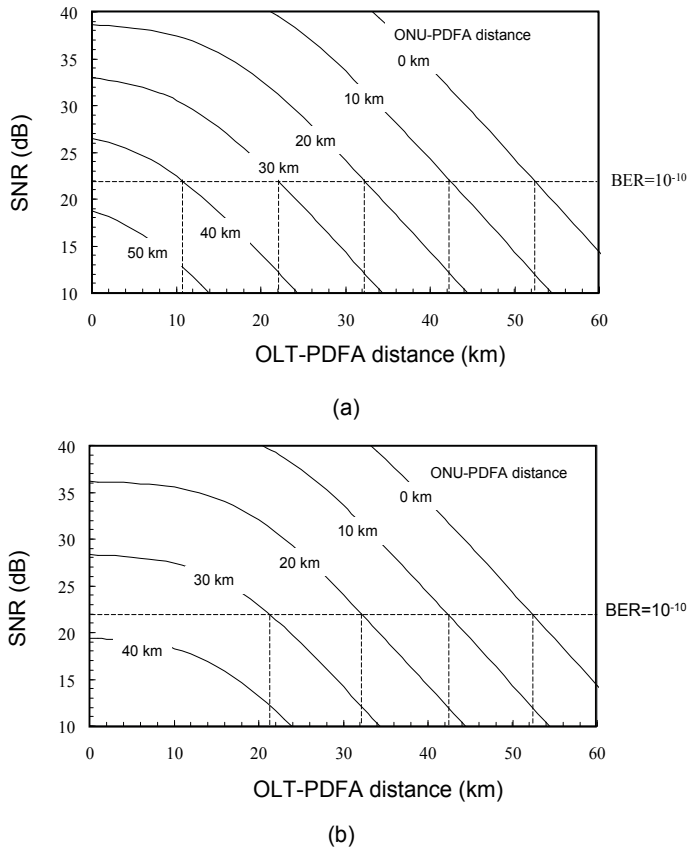 40
35
30
25
20
15
10
SNR (dB)
ONU-PDFA distance
0 km
10 km
20 km
30 km
40 km
50 km
BER=10⁻¹⁰
0 10 20 30 40 50 60
OLT-PDFA distance (km)
(a)
40
35
30
25
20
15
10
SNR (dB)
ONU-PDFA distance
0 km
10 km
20 km
30 km
40 km
BER=10⁻¹⁰
0 10 20 30 40 50 60
OLT-PDFA distance (km)
(b)